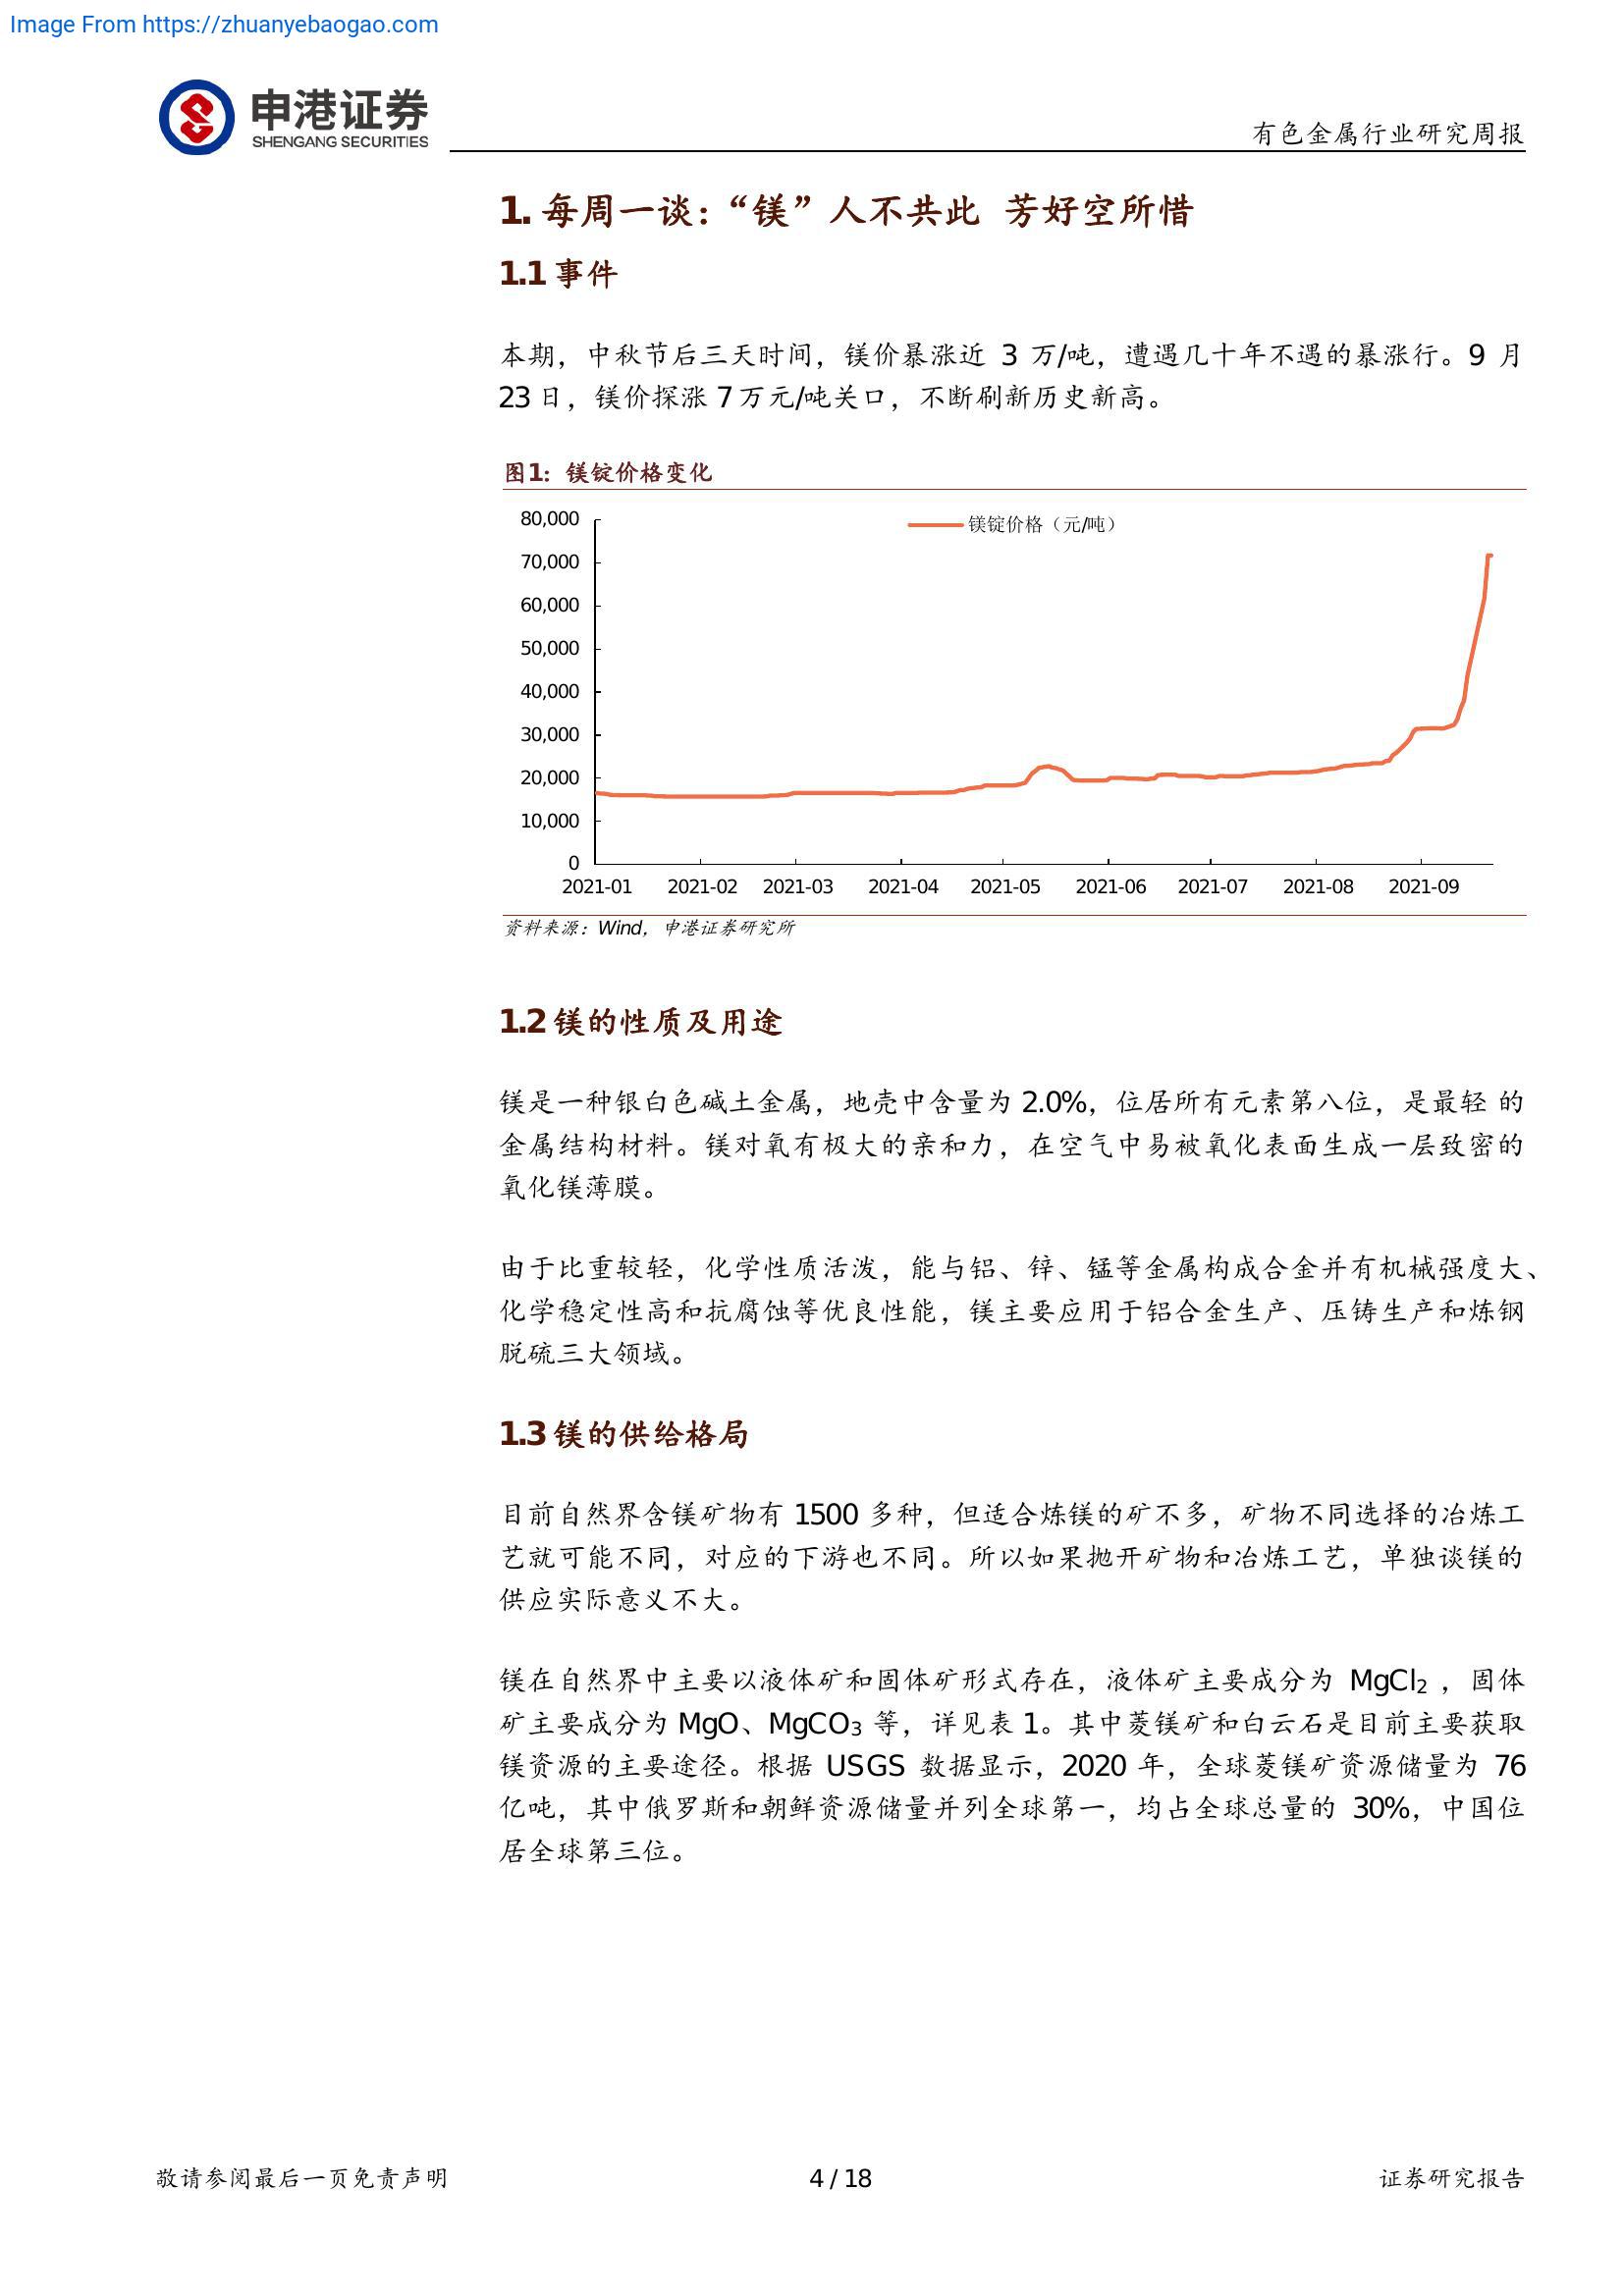 Image From https://zhuanyebaogao.com
申港证券
SHENGANG SECURITIES
有色金属行业研究周报
1. 每周一谈：“镁”人不共此 芳好空所惜
1.1 事件
本期，中秋节后三天时间，镁价暴涨近 3 万/吨，遭遇几十年不遇的暴涨行。9 月
23 日，镁价探涨 7 万元/吨关口，不断刷新历史新高。
图1：镁锭价格变化
镁锭价格（元/吨）
80,000
70,000
60,000
50,000
40,000
30,000
20,000
10,000
0
2021-01 2021-02 2021-03 2021-04 2021-05 2021-06 2021-07 2021-08 2021-09
资料来源：Wind，申港证券研究所
1.2 镁的性质及用途
镁是一种银白色碱土金属，地壳中含量为 2.0%，位居所有元素第八位，是最轻 的
金属结构材料。镁对氧有极大的亲和力，在空气中易被氧化表面生成一层致密的
氧化镁薄膜。
由于比重较轻，化学性质活泼，能与铝、锌、锰等金属构成合金并有机械强度大、
化学稳定性高和抗腐蚀等优良性能，镁主要应用于铝合金生产、压铸生产和炼钢
脱硫三大领域。
1.3 镁的供给格局
目前自然界含镁矿物有 1500 多种，但适合炼镁的矿不多，矿物不同选择的冶炼工
艺就可能不同，对应的下游也不同。所以如果抛开矿物和冶炼工艺，单独谈镁的
供应实际意义不大。
镁在自然界中主要以液体矿和固体矿形式存在，液体矿主要成分为 MgCl₂ ，固体
矿主要成分为 MgO、MgCO₃ 等，详见表 1。其中菱镁矿和白云石是目前主要获取
镁资源的主要途径。根据 USGS 数据显示，2020 年，全球菱镁矿资源储量为 76
亿吨，其中俄罗斯和朝鲜资源储量并列全球第一，均占全球总量的 30%，中国位
居全球第三位。
敬请参阅最后一页免责声明
4 / 18
证券研究报告